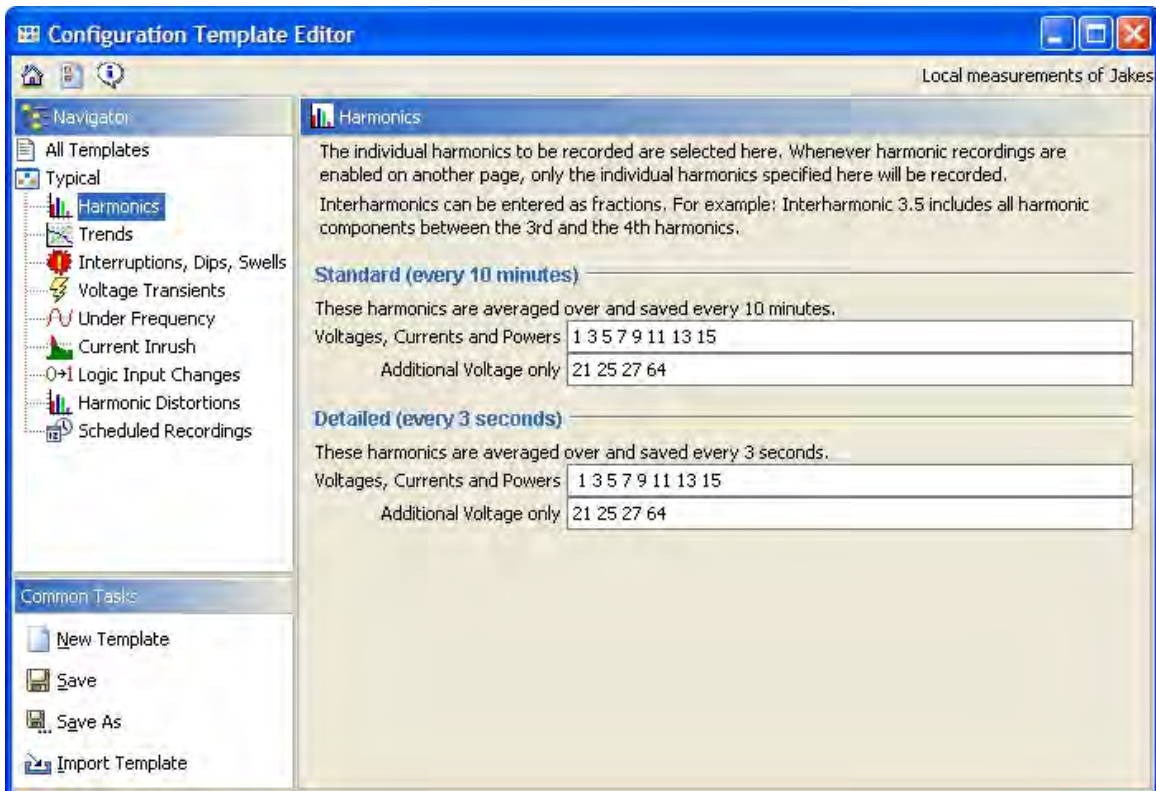 Configuration Template Editor
Local measurements of Jakes
Navigator
All Templates
Typical
Harmonics
Trends
Interruptions, Dips, Swells
Voltage Transients
Under Frequency
Current Inrush
0→1 Logic Input Changes
Harmonic Distortions
Scheduled Recordings
Common Tasks
New Template
Save
Save As
Import Template
Harmonics
The individual harmonics to be recorded are selected here. Whenever harmonic recordings are
enabled on another page, only the individual harmonics specified here will be recorded.
Interharmonics can be entered as fractions. For example: Interharmonic 3.5 includes all harmonic
components between the 3rd and the 4th harmonics.
Standard (every 10 minutes)
These harmonics are averaged over and saved every 10 minutes.
Voltages, Currents and Powers 1 3 5 7 9 11 13 15
Additional Voltage only 21 25 27 64
Detailed (every 3 seconds)
These harmonics are averaged over and saved every 3 seconds.
Voltages, Currents and Powers 1 3 5 7 9 11 13 15
Additional Voltage only 21 25 27 64